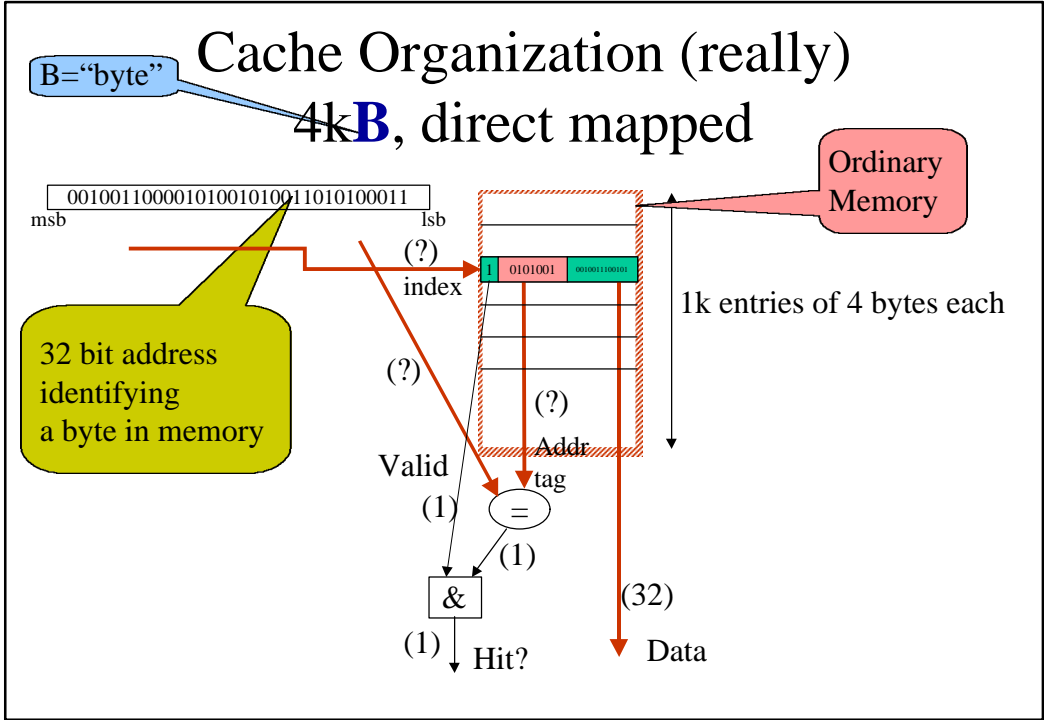 Cache Organization (really)
4kB, direct mapped
B=“byte”
Ordinary
Memory
00100110000101001010011010100011
msb
lsb
(?)
index
1
0101001
0010011100101
1k entries of 4 bytes each
32 bit address
identifying
a byte in memory
(?)
(?)
Addr
tag
Valid
(1)
=
(1)
&
(32)
(1)
Hit?
Data